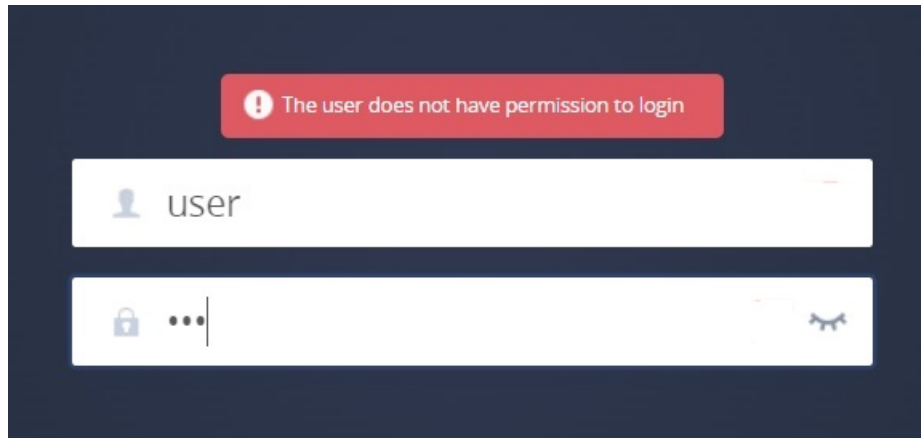 The user does not have permission to login
user
•••